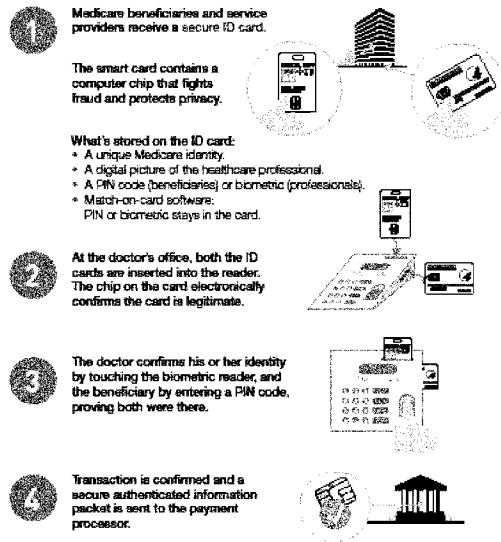 1
Medicare beneficiaries and service
providers receive a secure ID card.
The smart card contains a
computer chip that fights
fraud and protects privacy.
What's stored on the ID card:
• A unique Medicare identity.
• A digital picture of the healthcare professional.
• A PIN code (beneficiaries) or biometric (professionals).
• Match-on-card software:
PIN or biometric stays in the card.
2
At the doctor's office, both the ID
cards are inserted into the reader.
The chip on the card electronically
confirms the card is legitimate.
3
The doctor confirms his or her identity
by touching the biometric reader, and
the beneficiary by entering a PIN code,
proving both were there.
4
Transaction is confirmed and a
secure authenticated information
packet is sent to the payment
processor.